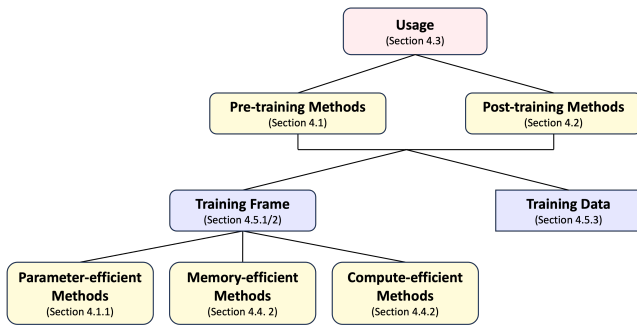 Usage
(Section 4.3)
Pre-training Methods
(Section 4.1)
Post-training Methods
(Section 4.2)
Training Frame
(Section 4.5.1/2)
Training Data
(Section 4.5.3)
Parameter-efficient
Methods
(Section 4.1.1)
Memory-efficient
Methods
(Section 4.4. 2)
Compute-efficient
Methods
(Section 4.4.2)